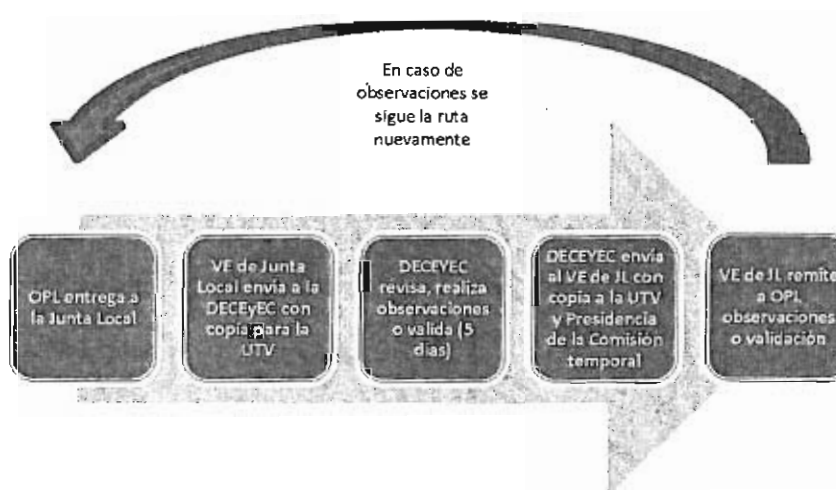 En caso de
observaciones se
sigue la ruta
nuevamente
OPL entrega a
la Junta Local
VE de Junta
Local envía a la
DECEyEC con
copia para la
UTV
DECEYEC
revisa, realiza
observaciones
o valida (5
días)
DECEYEC envía
al VE de JL con
copia a la UTV
y Presidencia
de la Comisión
temporal
VE de JL remite
a OPL
observaciones
o validación